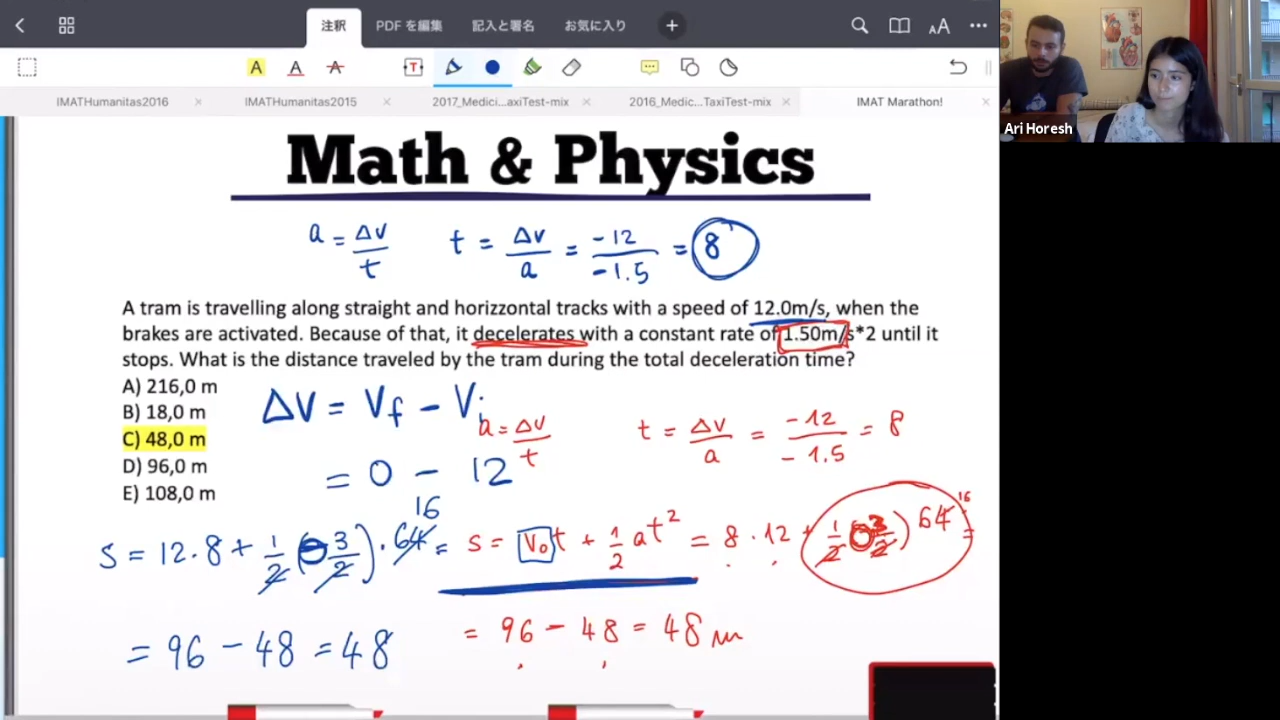 注釈 PDF を編集 記入と署名 お気に入り
IMATHumanitas2016 IMATHumanitas2015 2017_Medici...axiTest-mix 2016_Medic...TaxiTest-mix IMAT Marathon!
Ari Horesh
Math & Physics
a = Δv/t t = Δv/a = -12/-1.5 = 8
A tram is travelling along straight and horizzontal tracks with a speed of 12.0m/s, when the
brakes are activated. Because of that, it decelerates with a constant rate of 1.50m/s*2 until it
stops. What is the distance traveled by the tram during the total deceleration time?
A) 216,0 m
B) 18,0 m
C) 48,0 m
D) 96,0 m
E) 108,0 m
ΔV = Vf - Vi
= 0 - 12
a = Δv/t t = Δv/a = -12/-1.5 = 8
S = 12.8 + 1/2 (-3/2) . 64 16 =
S = V₀t + 1/2 at² = 8 . 12 + 1/2 (-3/2) 64 16 =
= 96 - 48 = 48
= 96 - 48 = 48 m